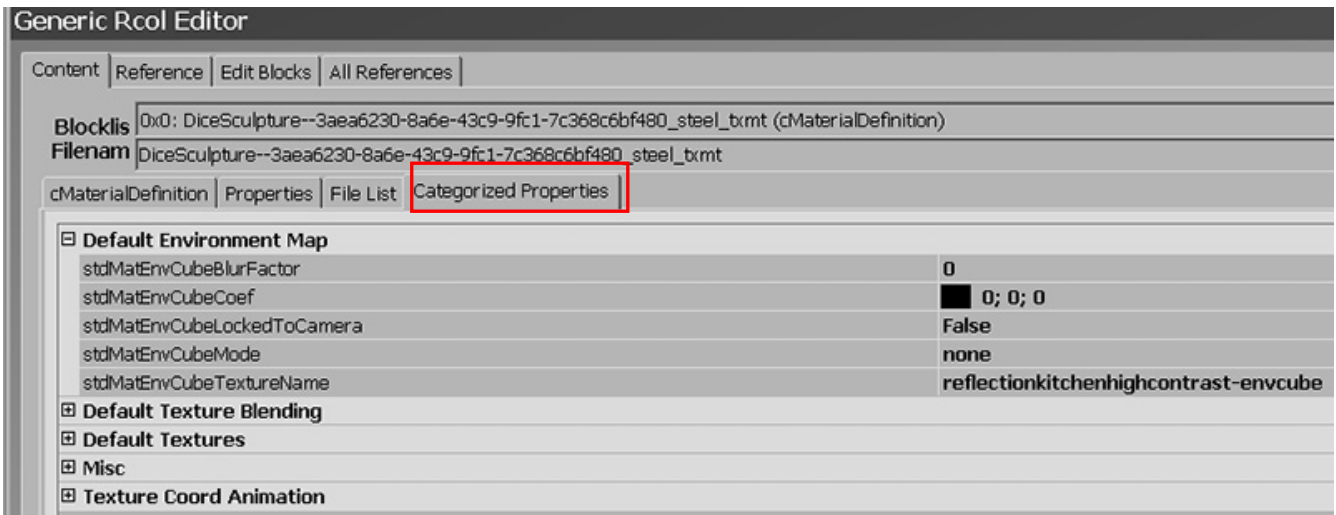 Generic Rcol Editor
Content Reference Edit Blocks All References
Blocklis 0x0: DiceSculpture--3aea6230-8a6e-43c9-9fc1-7c368c6bf480_steel_txmt (cMaterialDefinition)
Filenam DiceSculpture--3aea6230-8a6e-43c9-9fc1-7c368c6bf480_steel_txmt
cMaterialDefinition Properties File List Categorized Properties
Default Environment Map
stdMatEnvCubeBlurFactor 0
stdMatEnvCubeCoef 0; 0; 0
stdMatEnvCubeLockedToCamera False
stdMatEnvCubeMode none
stdMatEnvCubeTextureName reflectionkitchenhighcontrast-envcube
Default Texture Blending
Default Textures
Misc
Texture Coord Animation